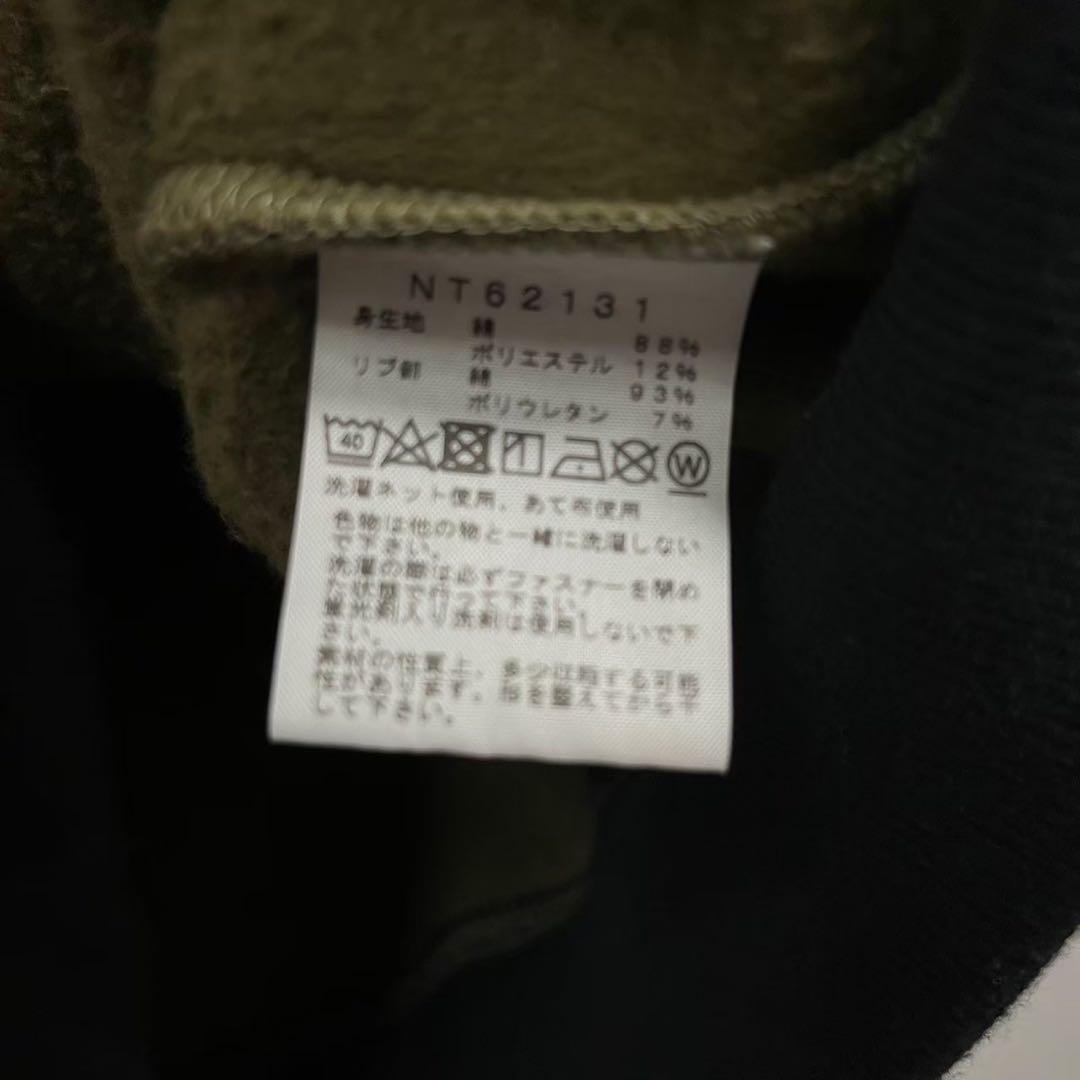 NT62131
身生地 綿 88%
ポリエステル 12%
リブ部 綿 93%
ポリウレタン 7%
40 W
洗濯ネット使用、あて布使用
色物は他の物と一緒に洗濯しない
で下さい。
洗濯の際は必ずファスナーを閉め
た状態で行って下さい。
蛍光剤入り洗剤は使用しないで下
さい。
素材の性質上、多少収縮する可能
性があります。形を整えてから干
して下さい。